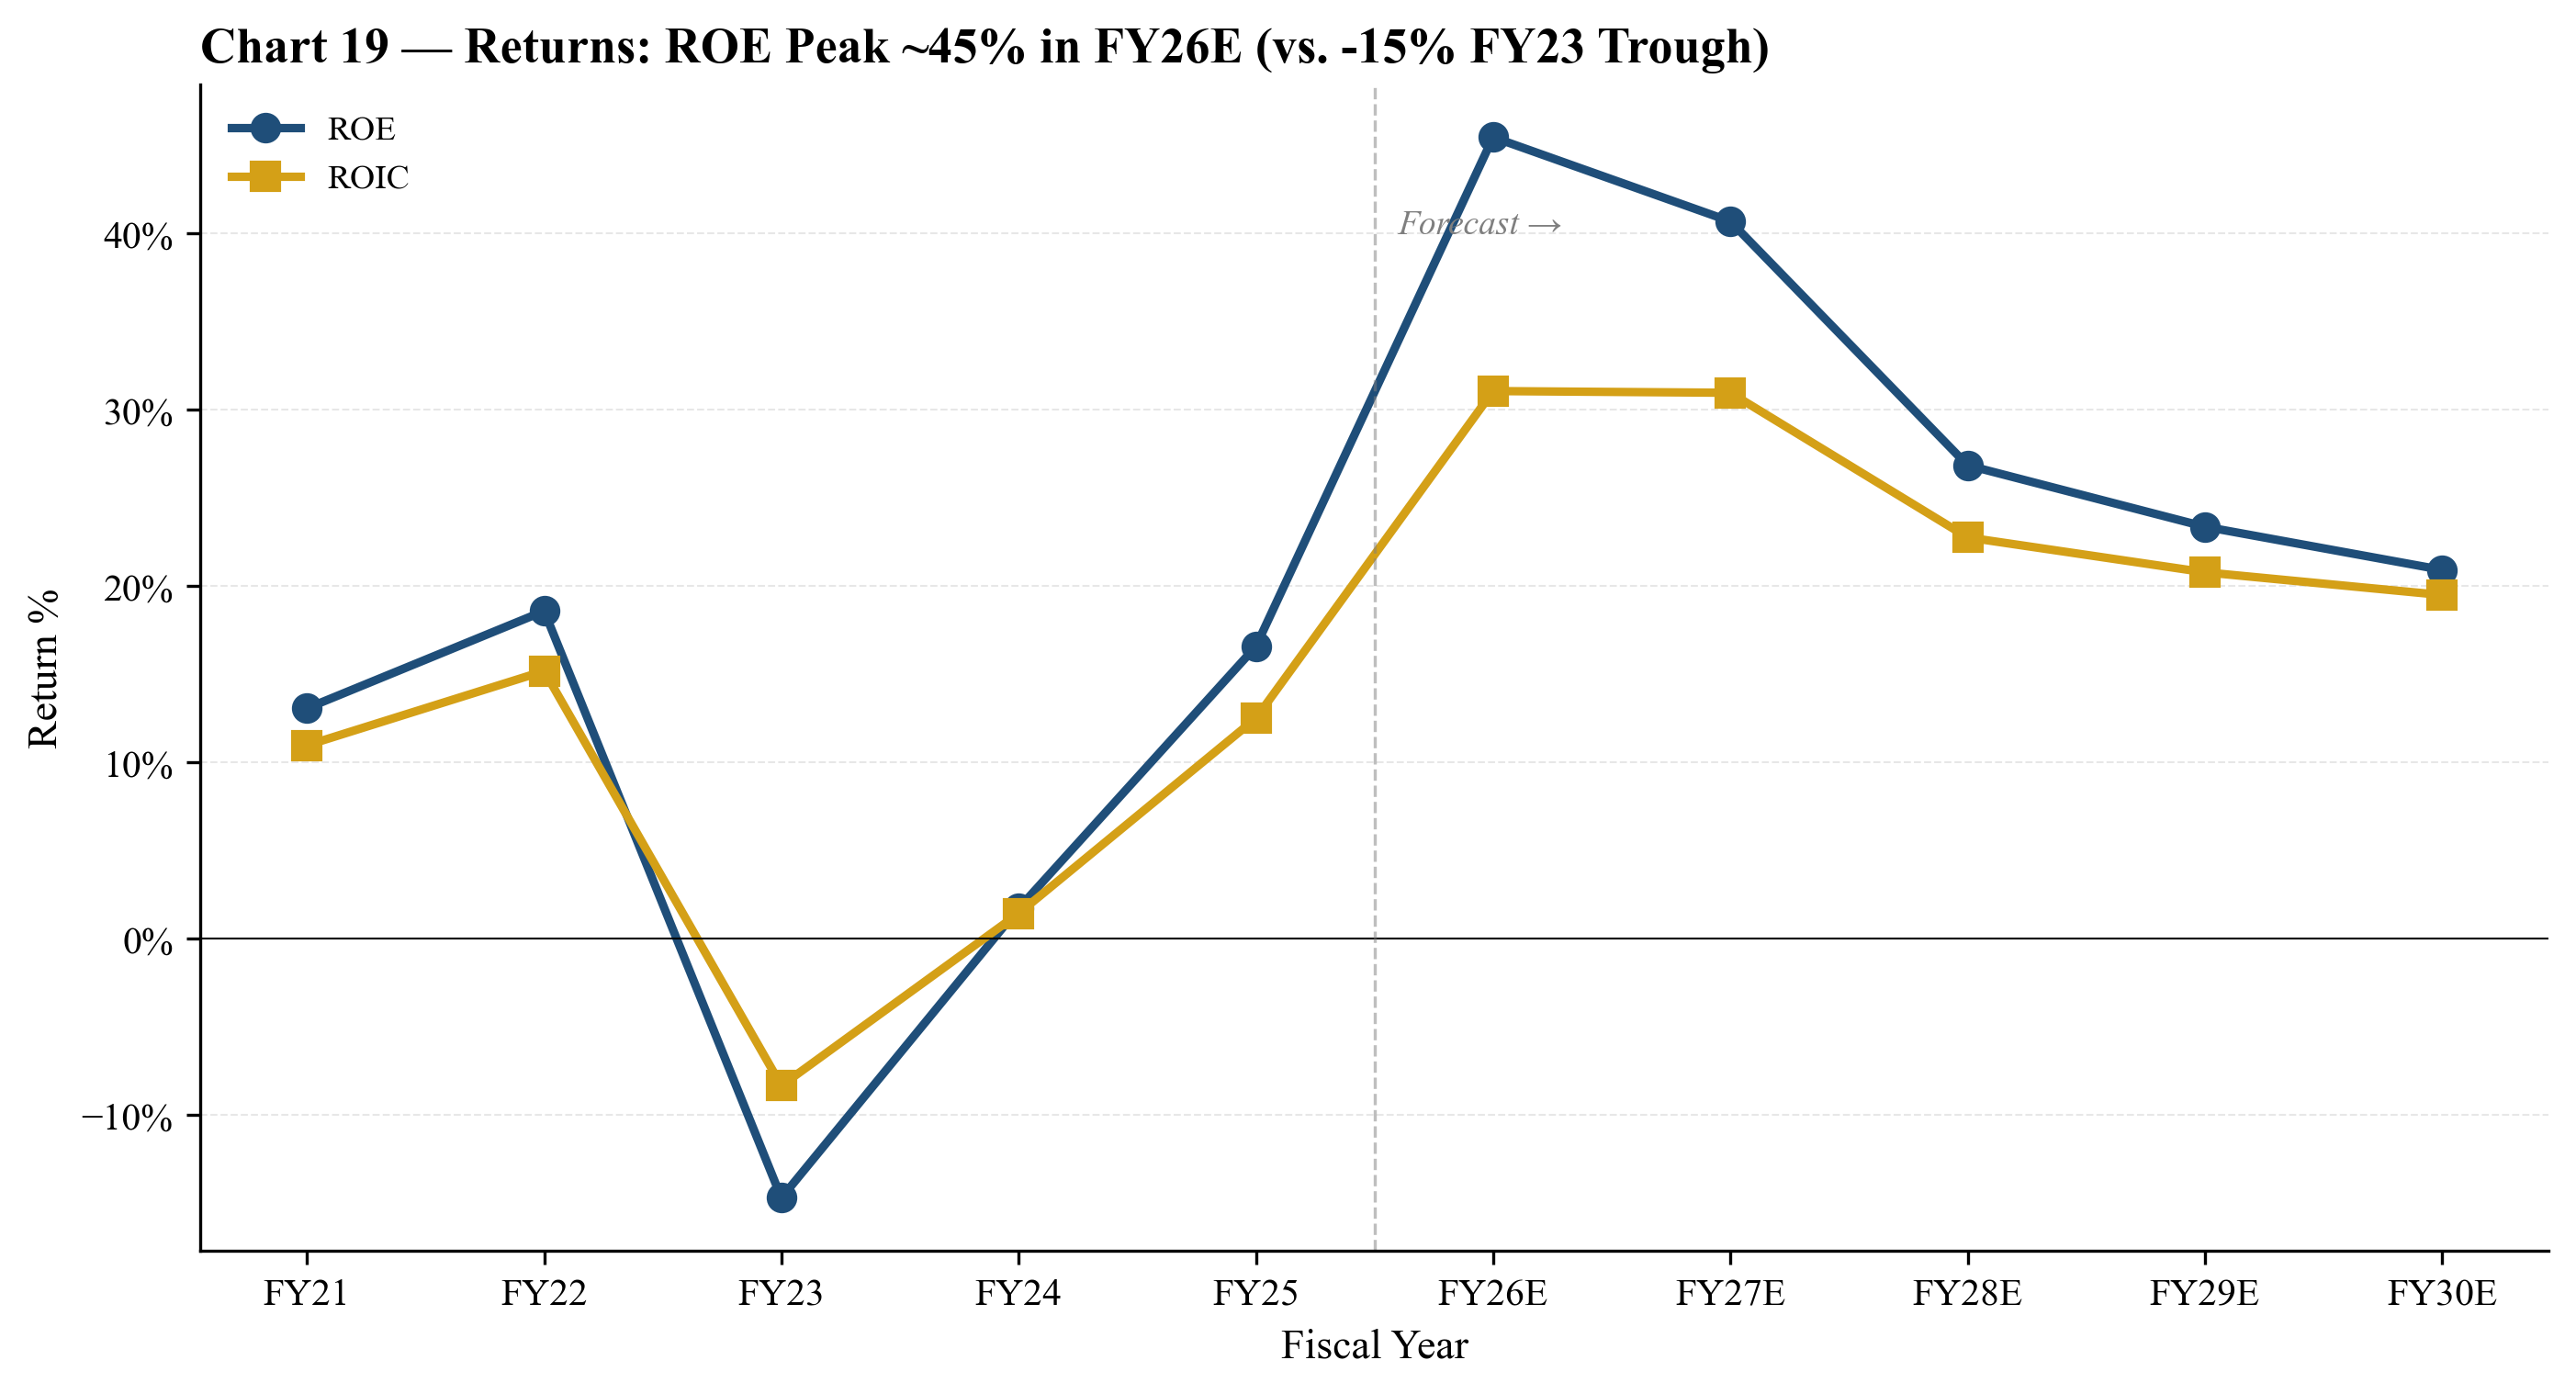 Chart 19 — Returns: ROE Peak ~45% in FY26E (vs. -15% FY23 Trough)
ROE
ROIC
Forecast →
40%
30%
20%
10%
0%
−10%
Return %
FY21 FY22 FY23 FY24 FY25 FY26E FY27E FY28E FY29E FY30E
Fiscal Year